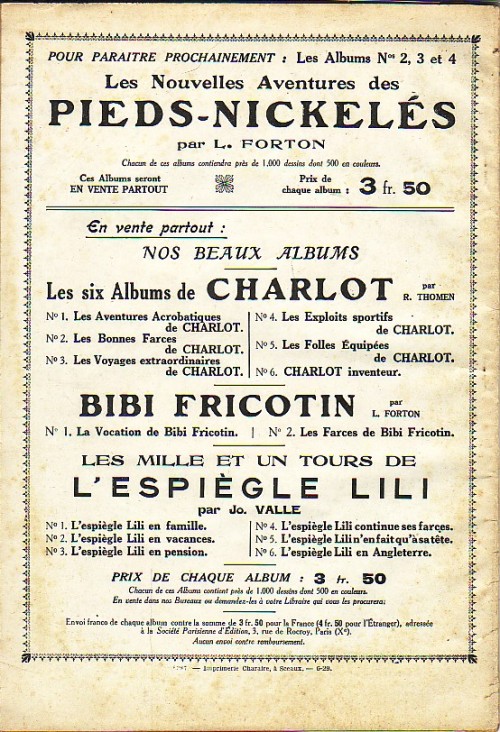 POUR PARAITRE PROCHAINEMENT : Les Albums Nos 2, 3 et 4
Les Nouvelles Aventures des
PIEDS-NICKELÉS
par L. FORTON
Chacun de ces albums contiendra près de 1,000 dessins dont 500 en couleurs.
Ces Albums seront
EN VENTE PARTOUT
Prix de
chaque album : 3 fr. 50
En vente partout :
NOS BEAUX ALBUMS
Les six Albums de CHARLOT par R. THOMEN
No 1. Les Aventures Acrobatiques
de CHARLOT.
No 2. Les Bonnes Farces
de CHARLOT.
No 3. Les Voyages extraordinaires
de CHARLOT.
No 4. Les Exploits sportifs
de CHARLOT.
No 5. Les Folles Équipées
de CHARLOT.
No 6. CHARLOT inventeur.
BIBI FRICOTIN par L. FORTON
No 1. La Vocation de Bibi Fricotin. | No 2. Les Farces de Bibi Fricotin.
LES MILLE ET UN TOURS DE
L'ESPIÈGLE LILI
par Jo. VALLE
No 1. L'espiègle Lili en famille.
No 2. L'espiègle Lili en vacances.
No 3. L'espiègle Lili en pension.
No 4. L'espiègle Lili continue ses farces.
No 5. L'espiègle Lili n'en fait qu'à sa tête.
No 6. L'espiègle Lili en Angleterre.
PRIX DE CHAQUE ALBUM : 3 fr. 50
Chacun de ces Albums contient près de 1.000 dessins dont 500 en couleurs.
En vente dans nos Bureaux ou demandez-les à votre Libraire qui vous les procurera;
Envoi franco de chaque album contre la somme de 3 fr. 50 pour la France (4 fr. 50 pour l'Étranger), adressée
à la Société Parisienne d'Édition, 3, rue de Rocroy, Paris (Xe).
Aucun envoi contre remboursement.
— Imprimerie Charaire, à Sceaux. — 6-29.